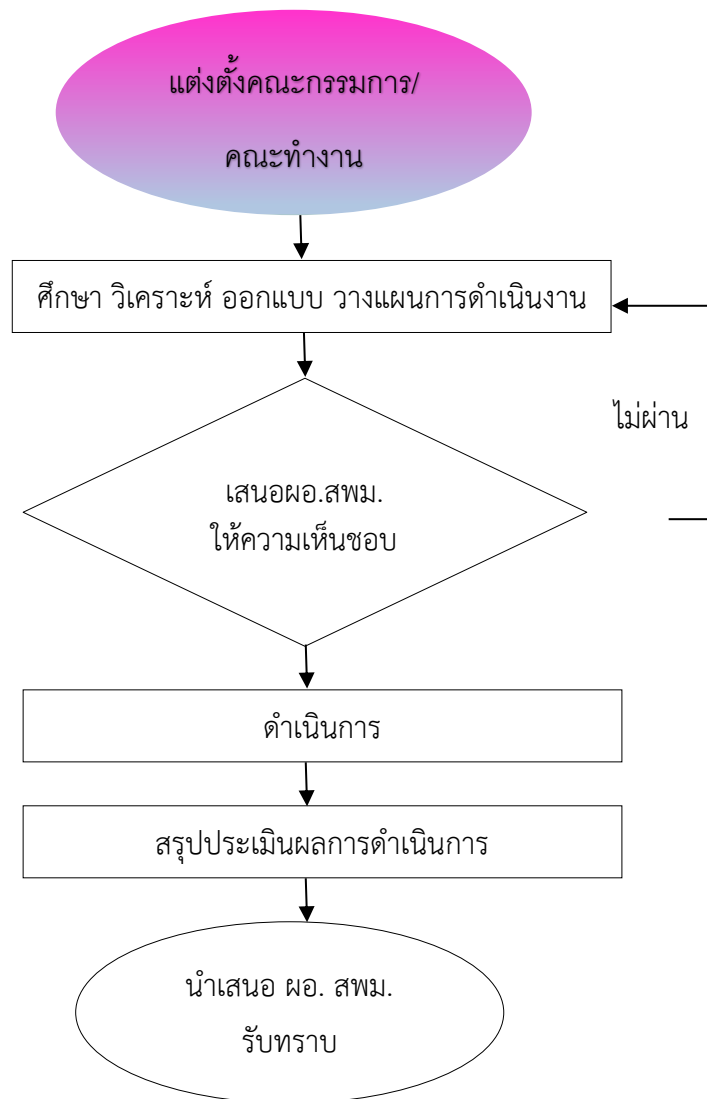 แต่งตั้งคณะกรรมการ/
คณะทำงาน
ศึกษา วิเคราะห์ ออกแบบ วางแผนการดำเนินงาน
ไม่ผ่าน
เสนอผอ.สพม.
ให้ความเห็นชอบ
ดำเนินการ
สรุปประเมินผลการดำเนินการ
นำเสนอ ผอ. สพม.
รับทราบ